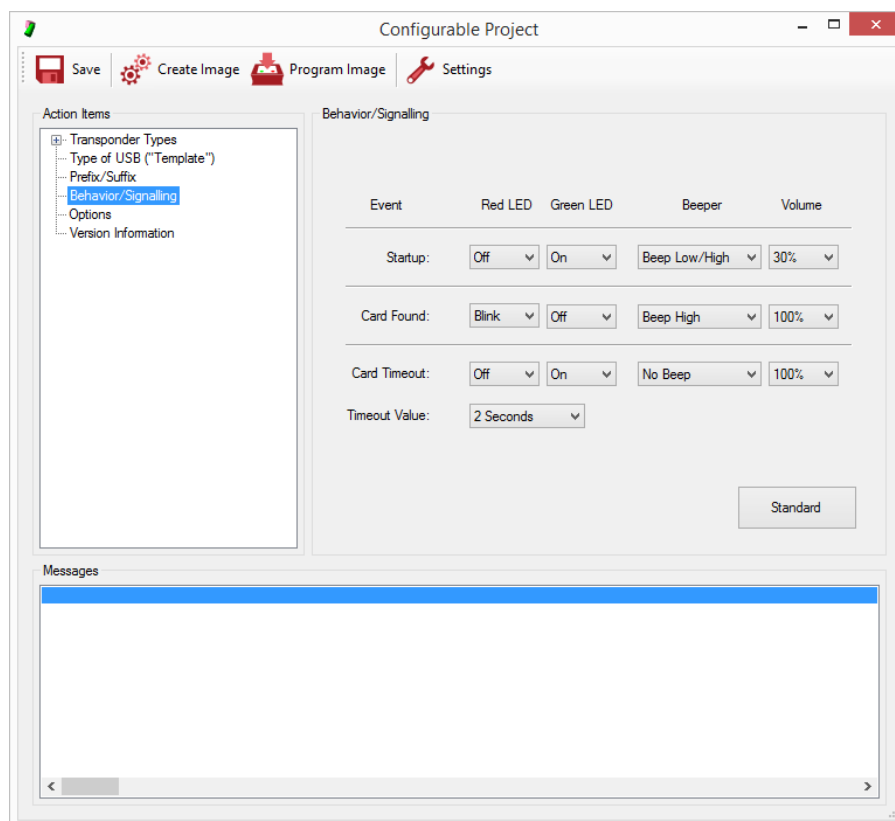 Configurable Project
Save Create Image Program Image Settings
Action Items
Transponder Types
Type of USB ("Template")
Prefix/Suffix
Behavior/Signalling
Options
Version Information
Behavior/Signalling
Event Red LED Green LED Beeper Volume
Startup: Off On Beep Low/High 30%
Card Found: Blink Off Beep High 100%
Card Timeout: Off On No Beep 100%
Timeout Value: 2 Seconds
Standard
Messages